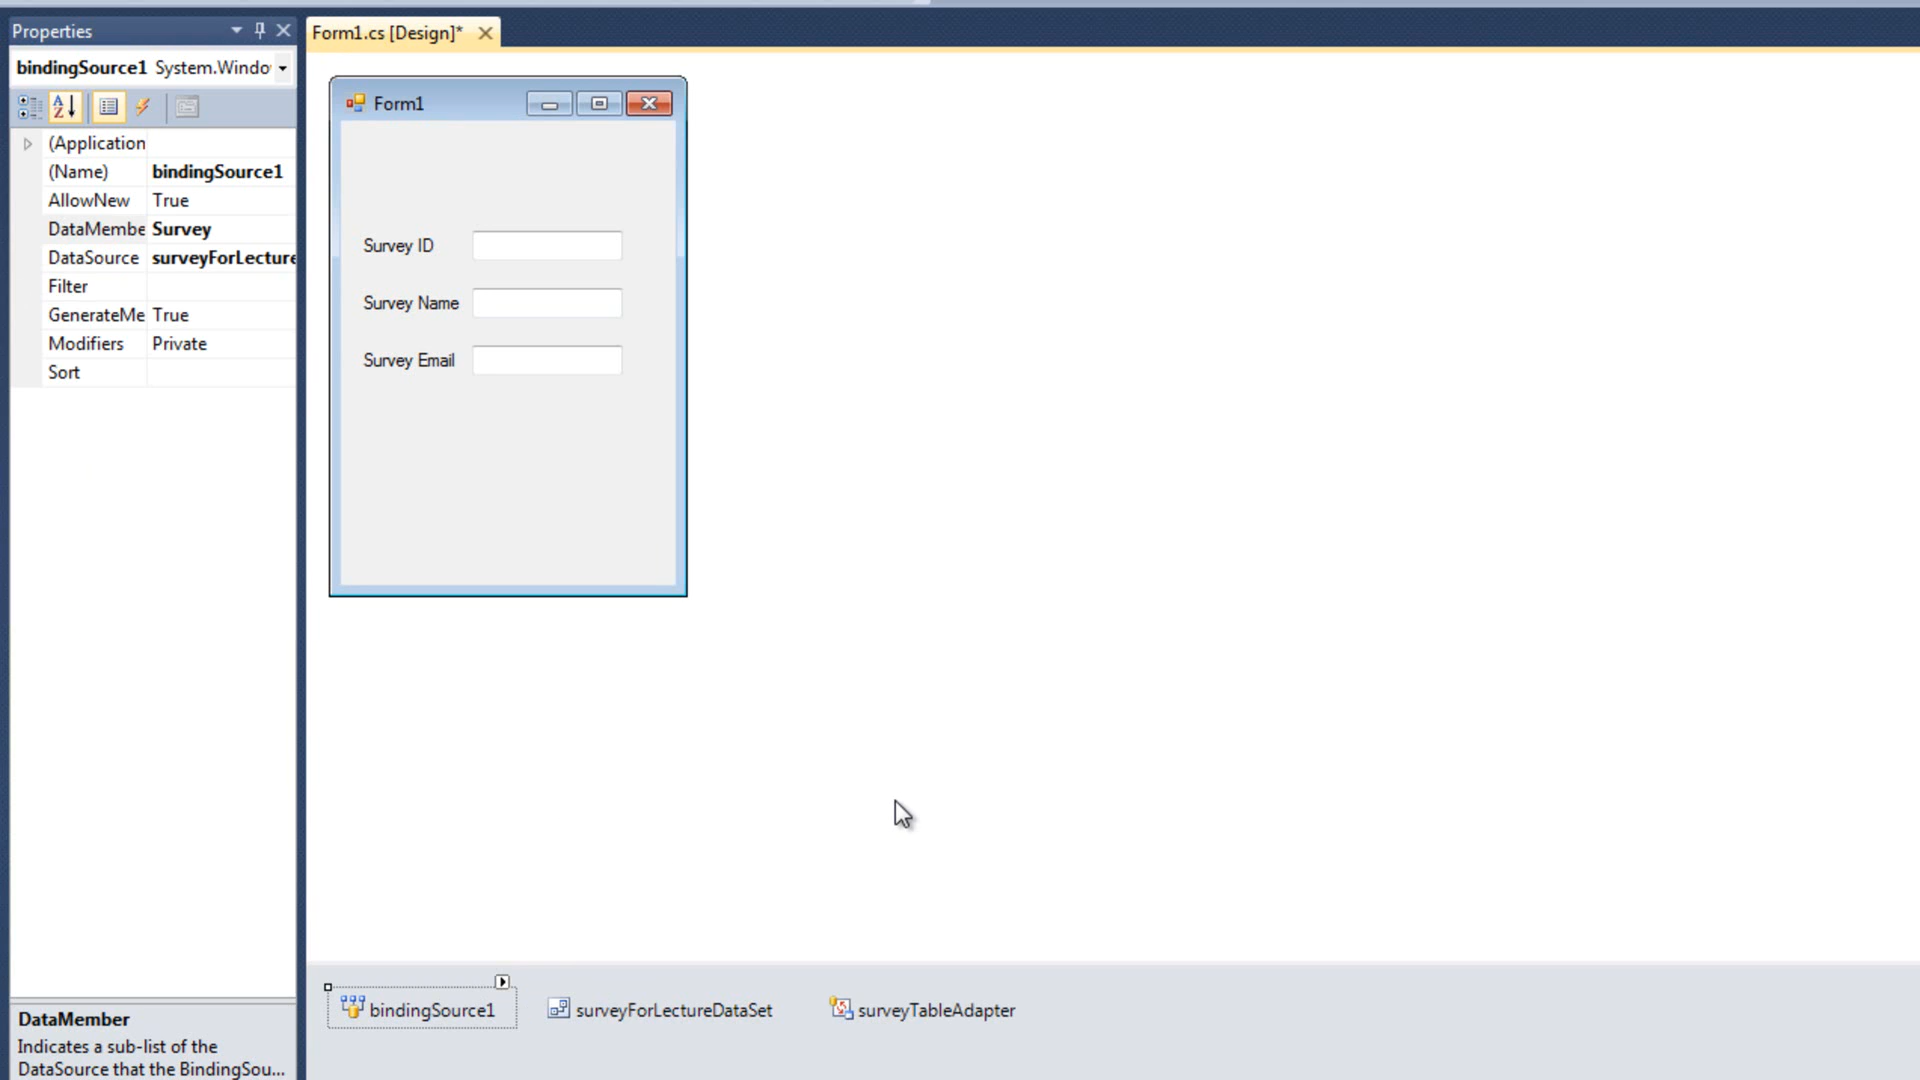 Properties
bindingSource1 System.Windo
(Application
(Name) bindingSource1
AllowNew True
DataMembe Survey
DataSource surveyForLecture
Filter
GenerateMe True
Modifiers Private
Sort
DataMember
Indicates a sub-list of the
DataSource that the BindingSou...
Form1.cs [Design]*
Form1
Survey ID
Survey Name
Survey Email
bindingSource1
surveyForLectureDataSet
surveyTableAdapter